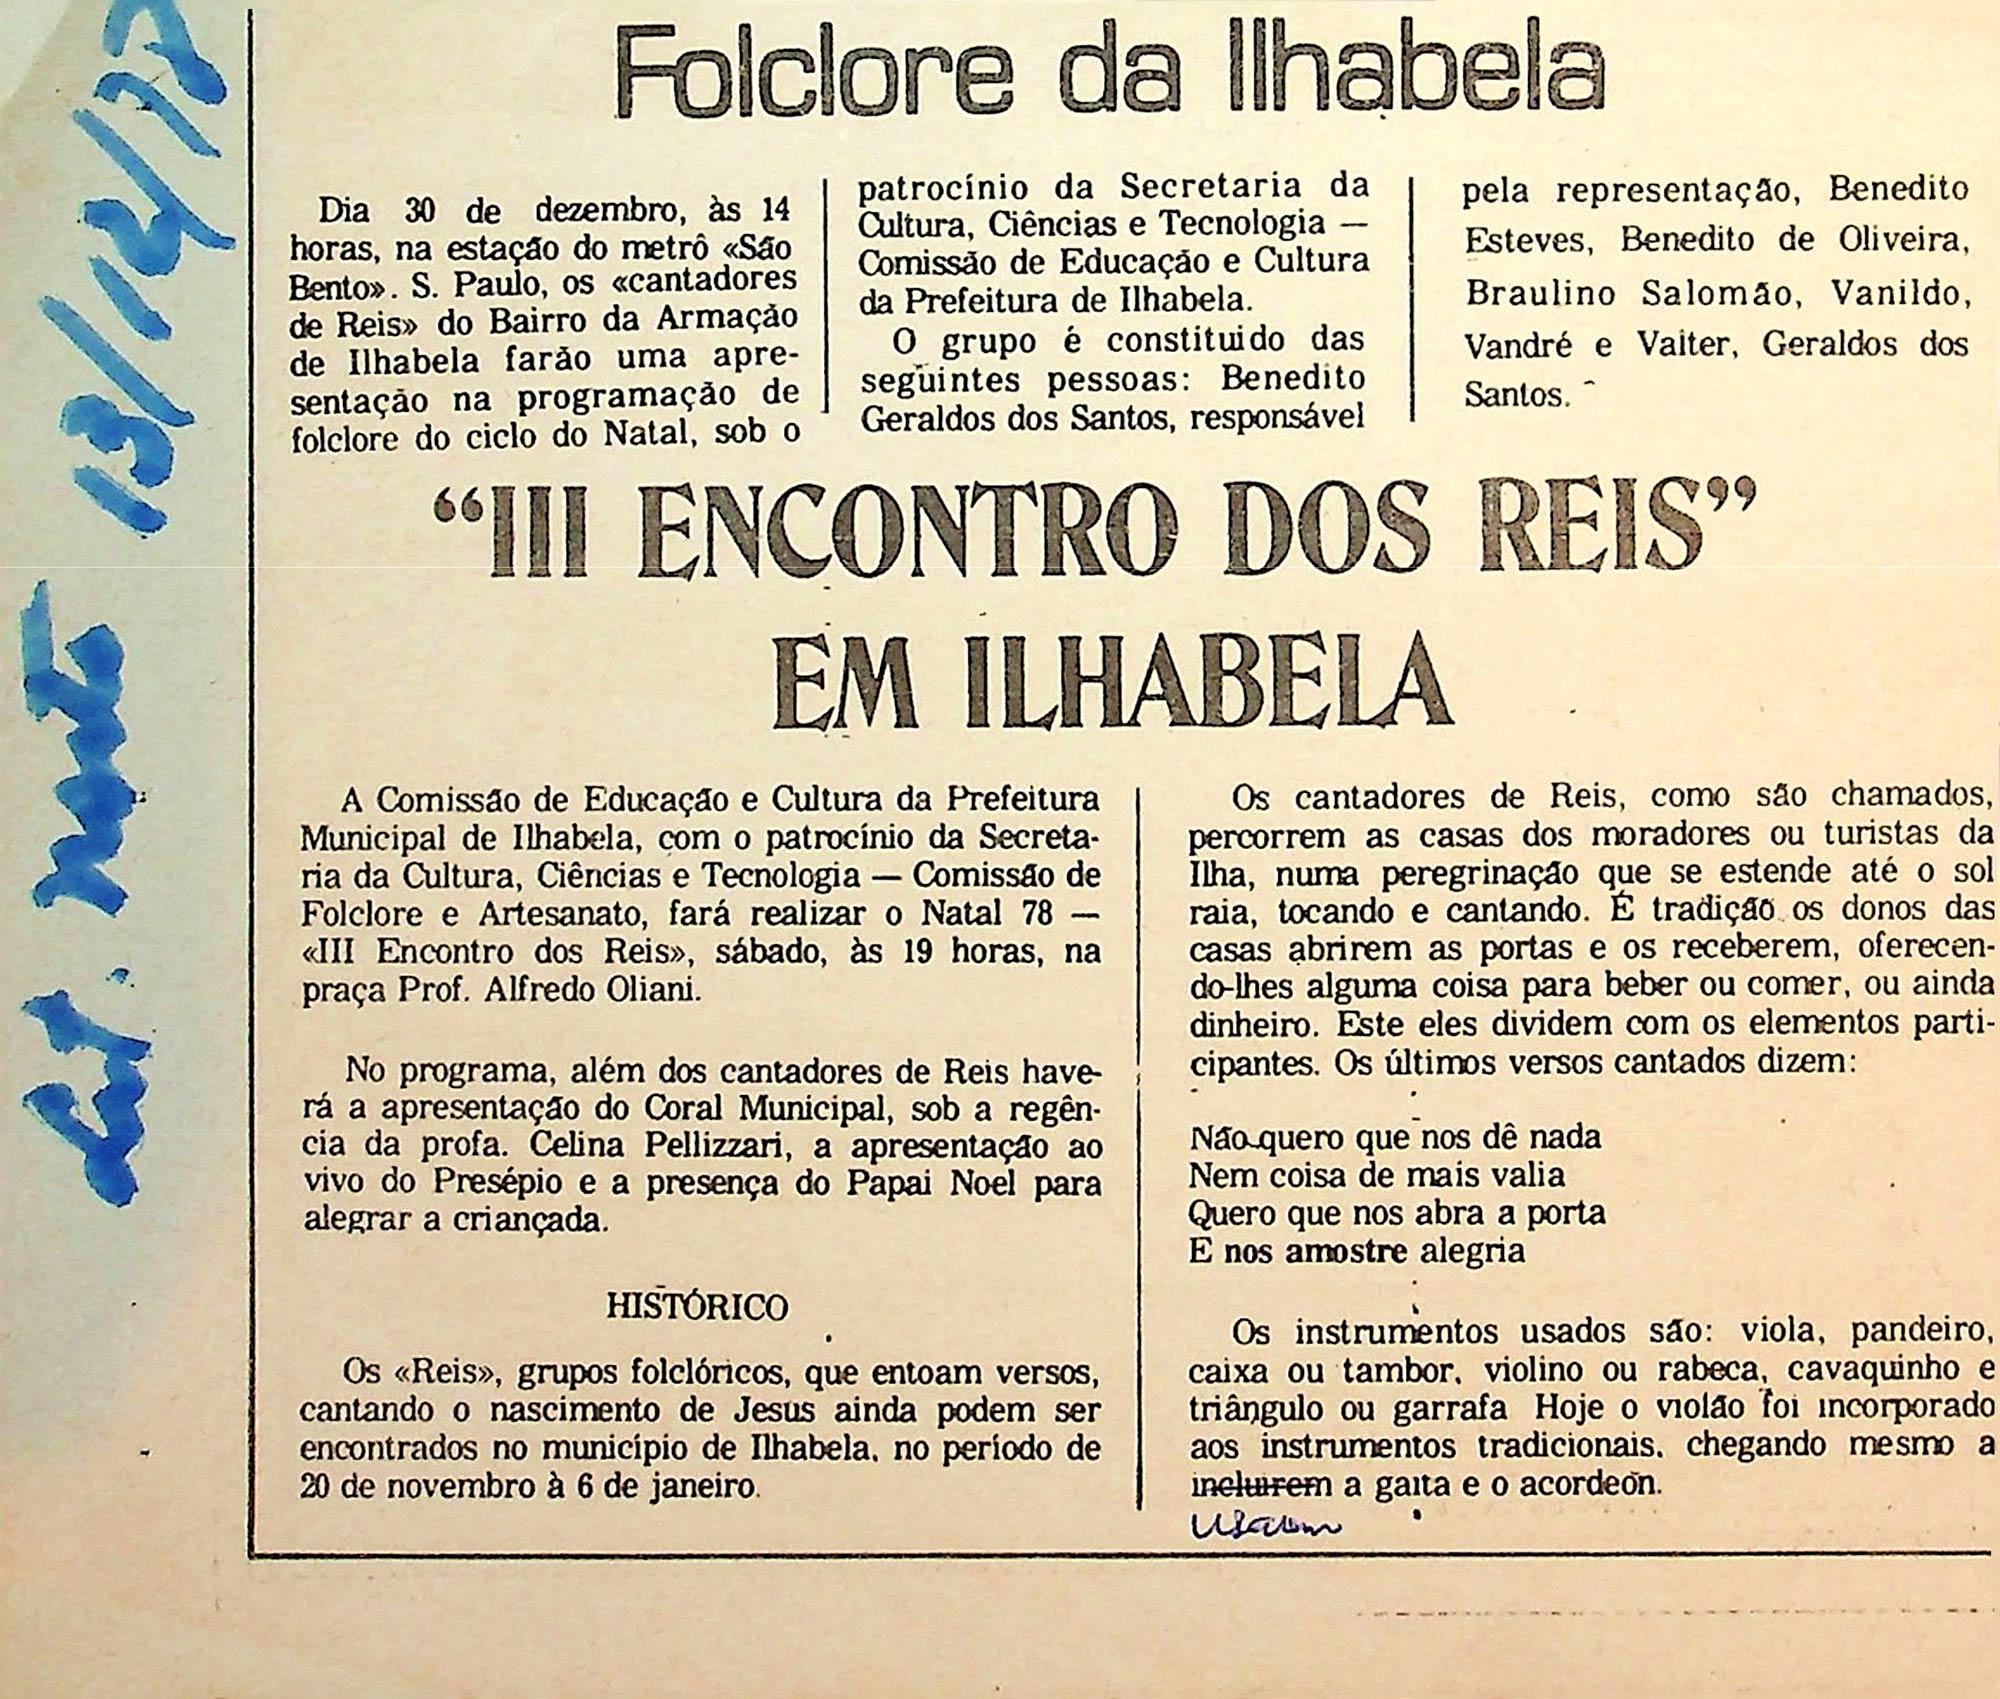 Folclore da Ilhabela
Dia 30 de dezembro, às 14
horas, na estação do metrô «São
Bento». S. Paulo, os «cantadores
de Reis» do Bairro da Armação
de Ilhabela farão uma apre-
sentação na programação de
folclore do ciclo do Natal, sob o
patrocínio da Secretaria da
Cultura, Ciências e Tecnologia —
Comissão de Educação e Cultura
da Prefeitura de Ilhabela.
O grupo é constituido das
seguintes pessoas: Benedito
Geraldos dos Santos, responsável
pela representação, Benedito
Esteves, Benedito de Oliveira,
Braulino Salomão, Vanildo,
Vandré e Valter, Geraldos dos
Santos.
“III ENCONTRO DOS REIS”
EM ILHABELA
A Comissão de Educação e Cultura da Prefeitura
Municipal de Ilhabela, com o patrocínio da Secreta-
ria da Cultura, Ciências e Tecnologia — Comissão de
Folclore e Artesanato, fará realizar o Natal 78 —
«III Encontro dos Reis», sábado, às 19 horas, na
praça Prof. Alfredo Oliani.
No programa, além dos cantadores de Reis have-
rá a apresentação do Coral Municipal, sob a regên-
cia da profa. Celina Pellizzari, a apresentação ao
vivo do Presépio e a presença do Papai Noel para
alegrar a criançada.
HISTÓRICO
Os «Reis», grupos folclóricos, que entoam versos,
cantando o nascimento de Jesus ainda podem ser
encontrados no município de Ilhabela, no período de
20 de novembro à 6 de janeiro.
Os cantadores de Reis, como são chamados,
percorrem as casas dos moradores ou turistas da
Ilha, numa peregrinação que se estende até o sol
raia, tocando e cantando. É tradição os donos das
casas abrirem as portas e os receberem, oferecen-
do-lhes alguma coisa para beber ou comer, ou ainda
dinheiro. Este eles dividem com os elementos parti-
cipantes. Os últimos versos cantados dizem:
Não quero que nos dê nada
Nem coisa de mais valia
Quero que nos abra a porta
E nos amostre alegria
Os instrumentos usados são: viola, pandeiro,
caixa ou tambor, violino ou rabeca, cavaquinho e
triângulo ou garrafa Hoje o violão foi incorporado
aos instrumentos tradicionais, chegando mesmo a
incluirem a gaita e o acordeón.
usarem
13/12/78